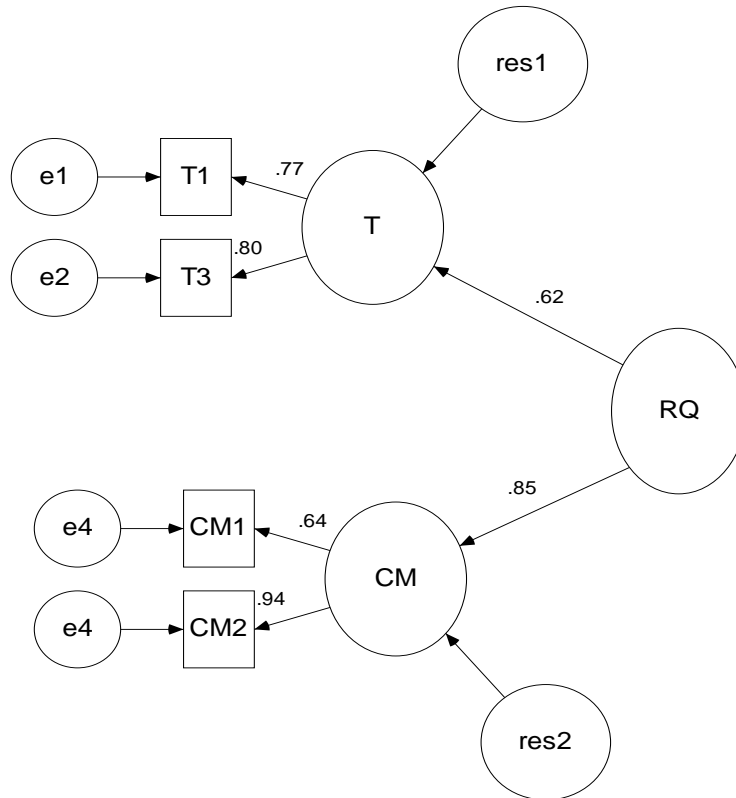 res1
.77
e1
T1
T
.80
e2
T3
.62
RQ
.85
.64
e4
CM1
CM
.94
e4
CM2
res2